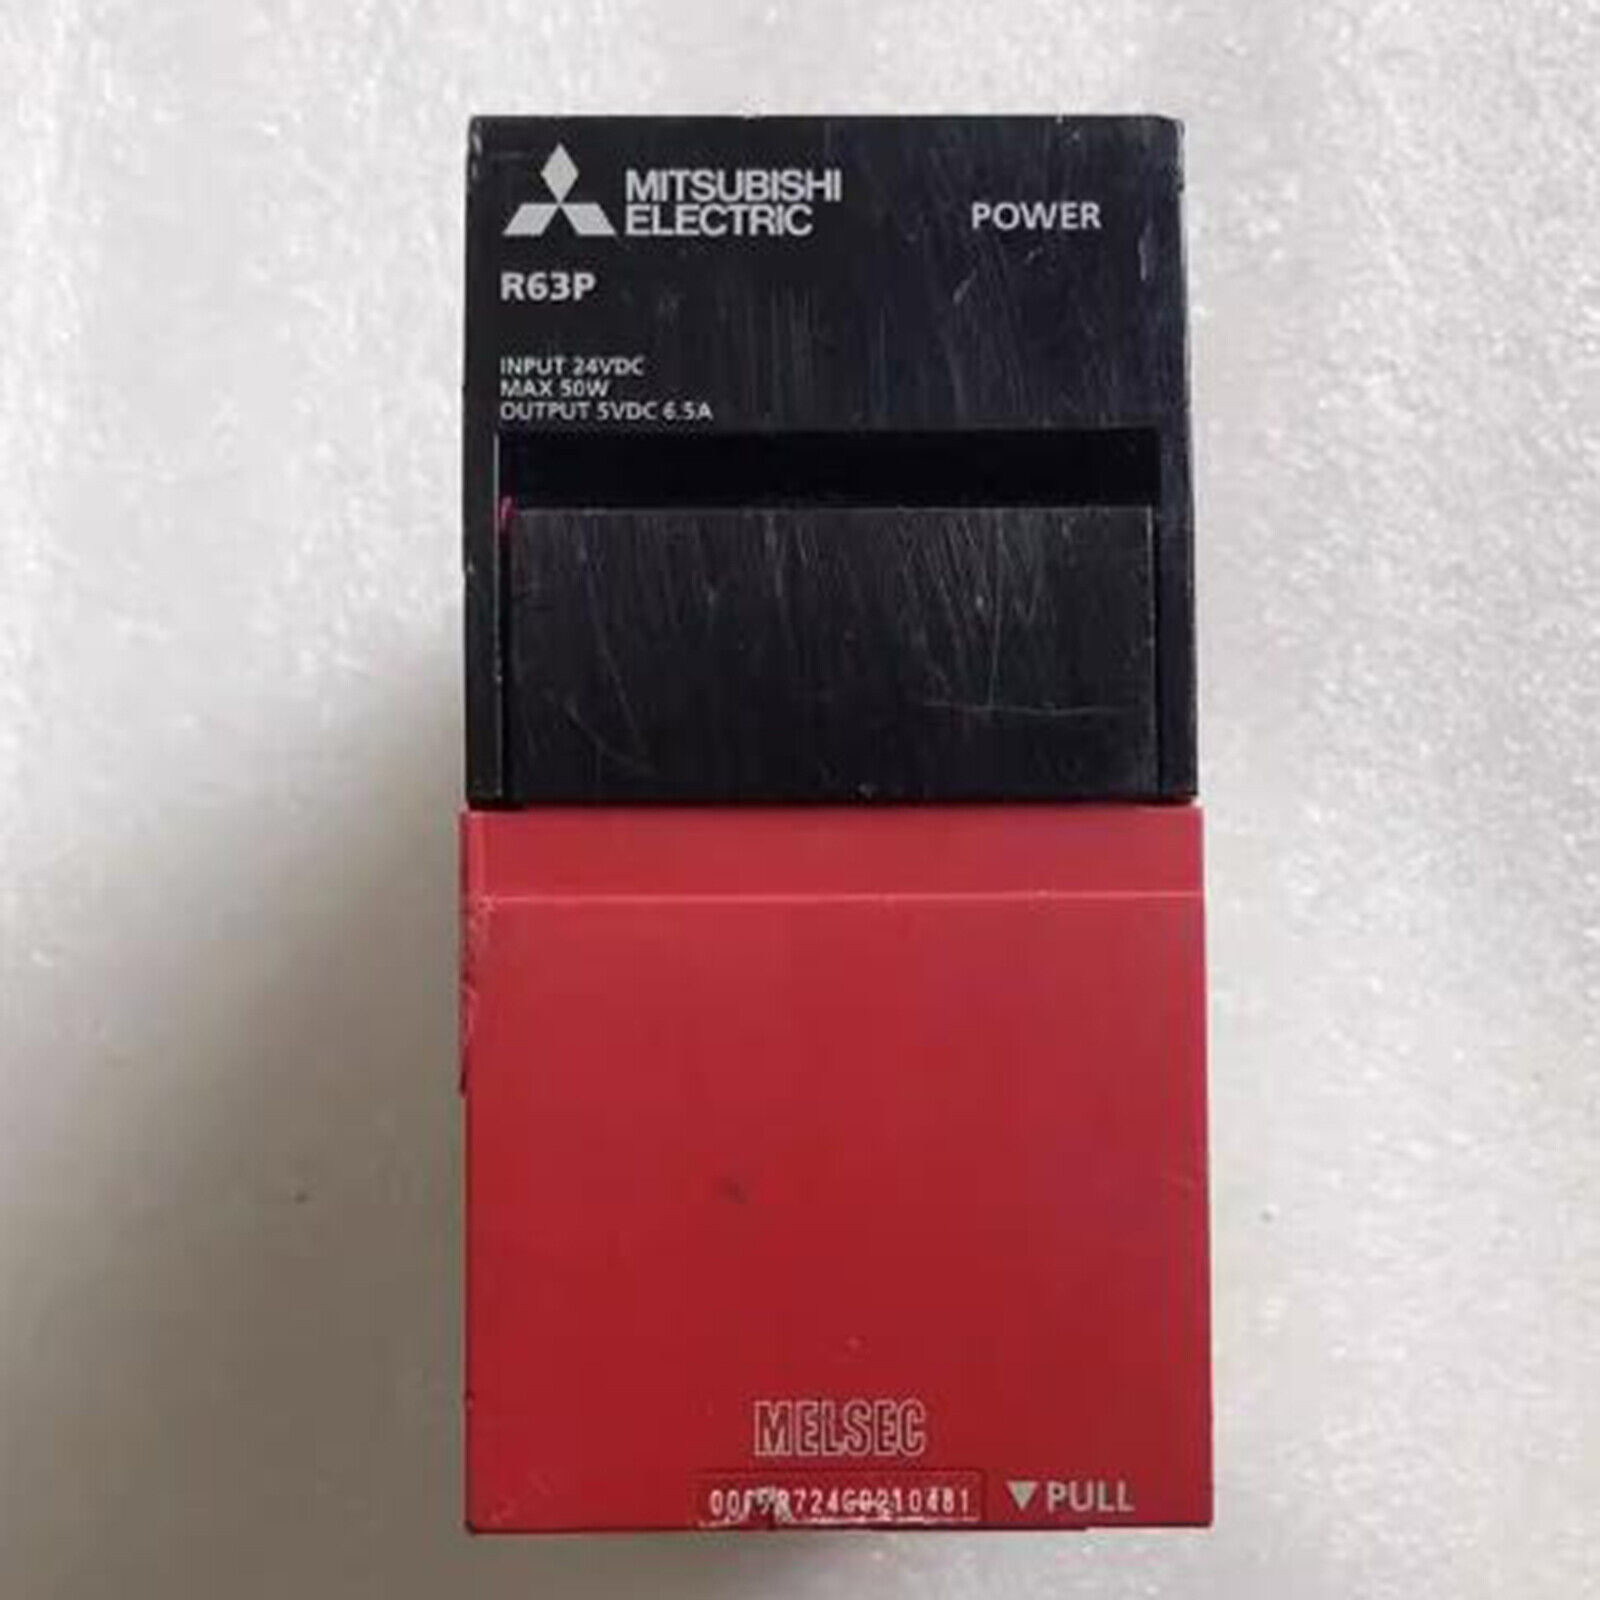 MITSUBISHI
ELECTRIC
POWER
R63P
INPUT 24VDC
MAX 50W
OUTPUT 5VDC 6.5A
MELSEC
▼PULL